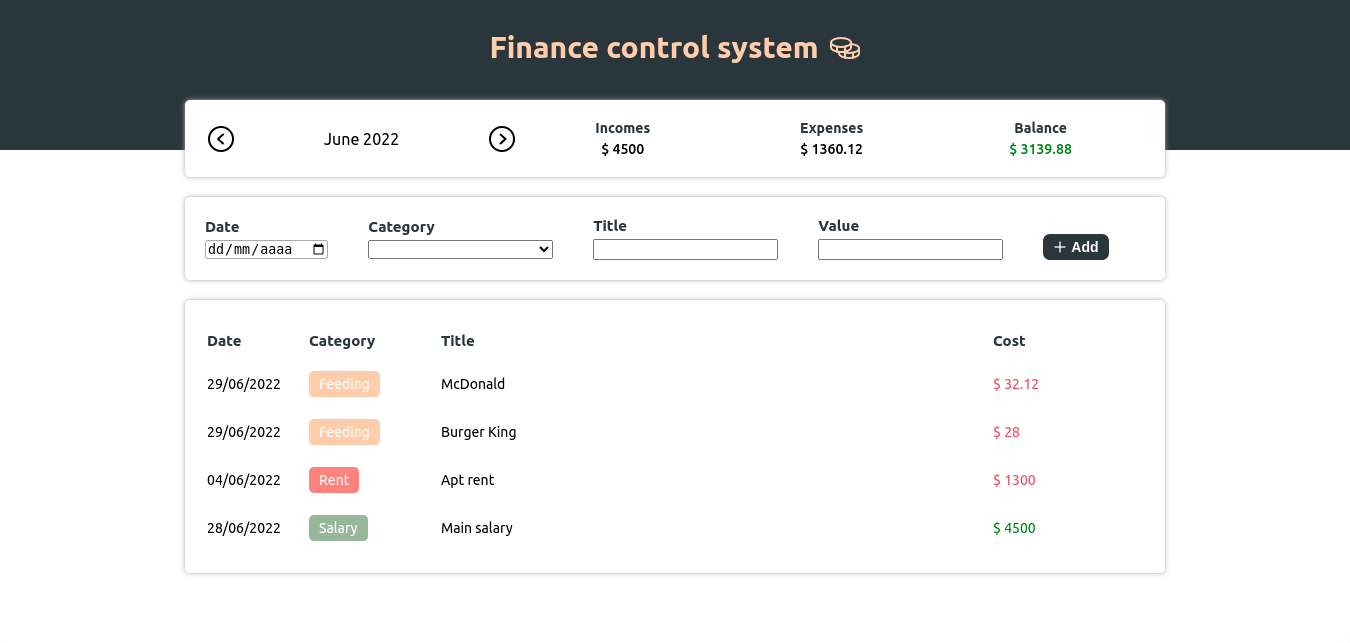 Finance control system
June 2022
Incomes
$ 4500
Expenses
$ 1360.12
Balance
$ 3139.88
Date
dd/mm/aaaa
Category
Title
Value
+ Add
Date Category Title Cost
29/06/2022 Feeding McDonald $ 32.12
29/06/2022 Feeding Burger King $ 28
04/06/2022 Rent Apt rent $ 1300
28/06/2022 Salary Main salary $ 4500